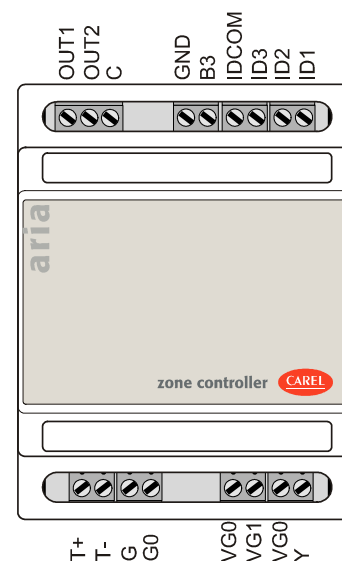 OUT1
OUT2
C
GND
B3
IDCOM
ID3
ID2
ID1
aria
zone controller
CAREL
T+
T-
G
G0
VG0
VG1
VG0
Y